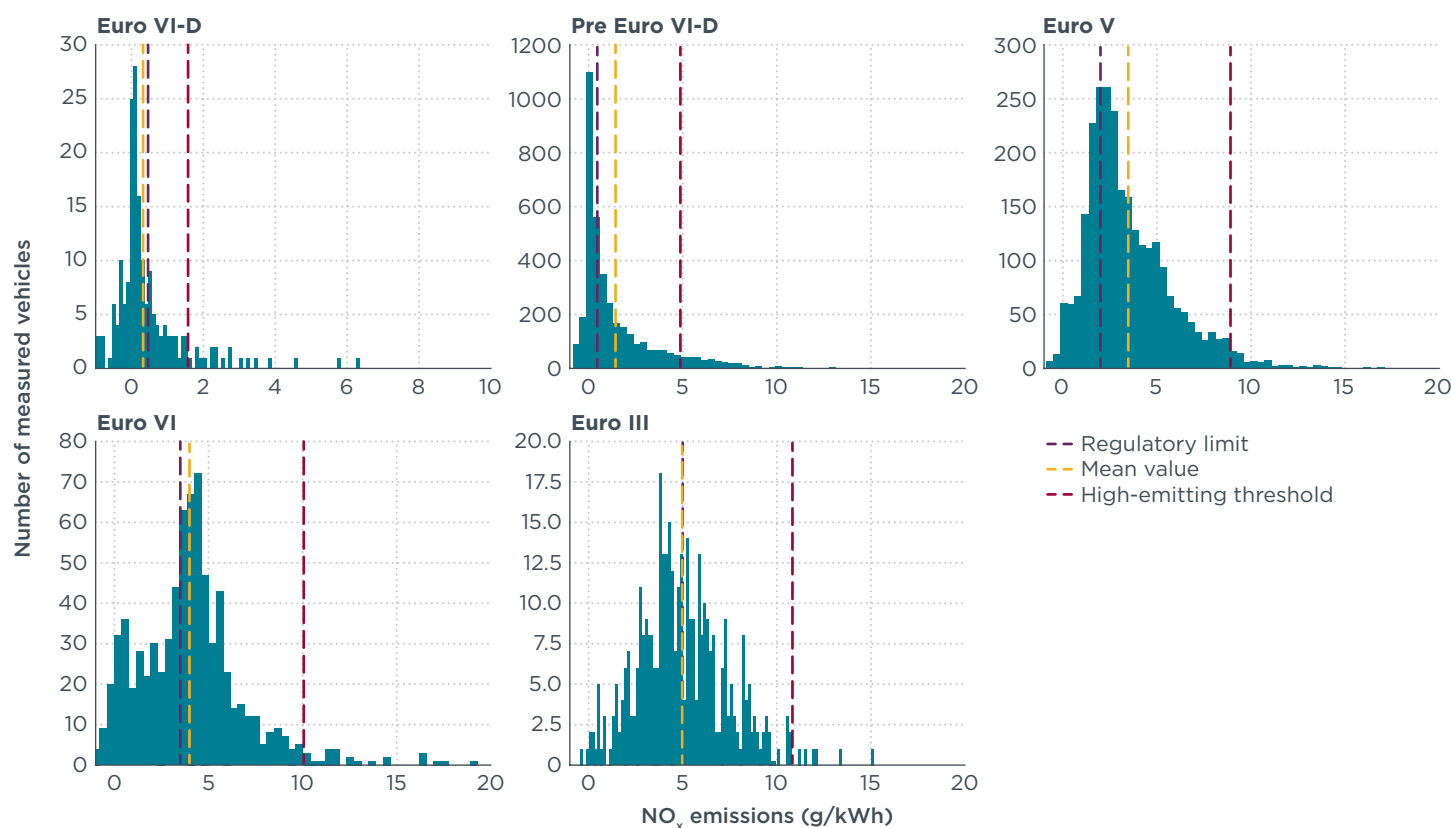 Euro VI-D
30
25
20
15
10
5
0
0 2 4 6 8 10
Pre Euro VI-D
1200
1000
800
600
400
200
0
0 5 10 15 20
Euro V
300
250
200
150
100
50
0
0 5 10 15 20
Number of measured vehicles
Euro VI
80
70
60
50
40
30
20
10
0
0 5 10 15 20
Euro III
20.0
17.5
15.0
12.5
10.0
7.5
5.0
2.5
0
0 5 10 15 20
Regulatory limit
Mean value
High-emitting threshold
NOx emissions (g/kWh)